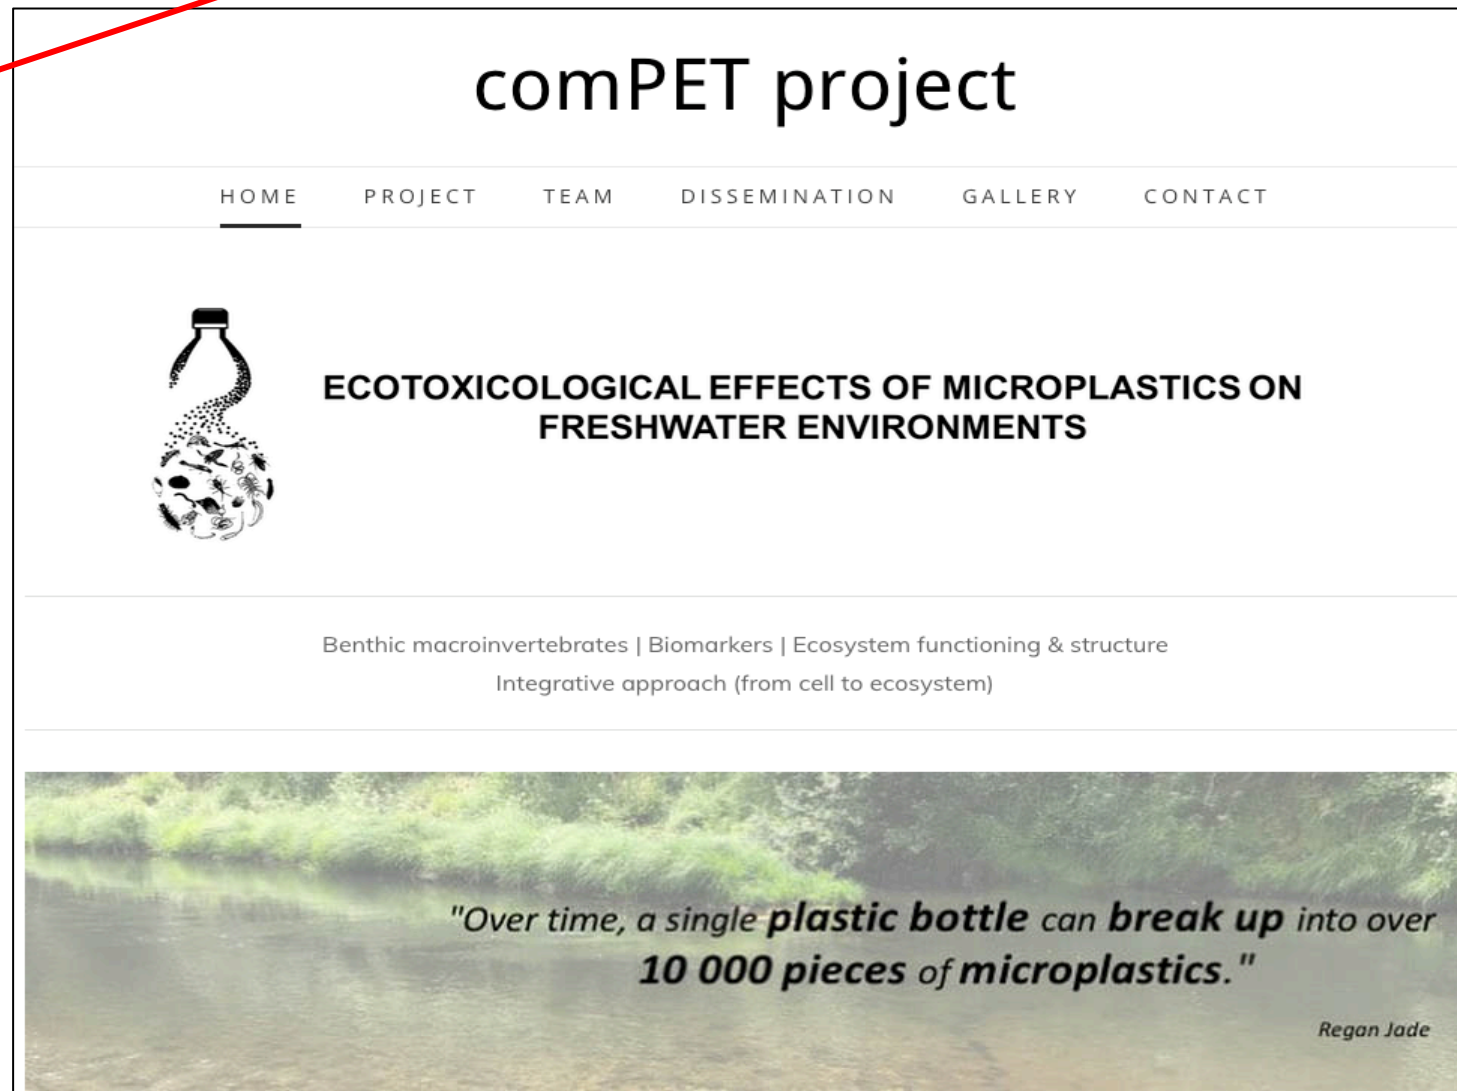 comPET project
HOME PROJECT TEAM DISSEMINATION GALLERY CONTACT
ECOTOXICOLOGICAL EFFECTS OF MICROPLASTICS ON
FRESHWATER ENVIRONMENTS
Benthic macroinvertebrates | Biomarkers | Ecosystem functioning & structure
Integrative approach (from cell to ecosystem)
"Over time, a single plastic bottle can break up into over
10 000 pieces of microplastics."
Regan Jade